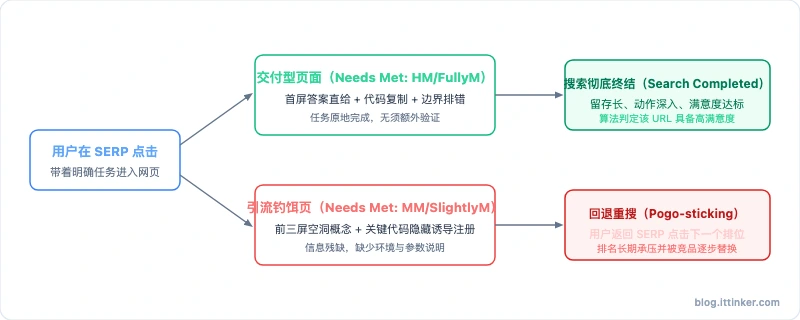 用户在 SERP 点击
带着明确任务进入网页
交付型页面（Needs Met: HM/FullyM）
首屏答案直给 + 代码复制 + 边界排错
任务原地完成，无须额外验证
搜索彻底终结（Search Completed）
留存长、动作深入、满意度达标
算法判定该 URL 具备高满意度
引流钓饵页（Needs Met: MM/SlightlyM）
前三屏空洞概念 + 关键代码隐藏诱导注册
信息残缺，缺少环境与参数说明
回退重搜（Pogo-sticking）
用户返回 SERP 点击下一个排位
排名长期承压并被竞品逐步替换
blog.ittinker.com